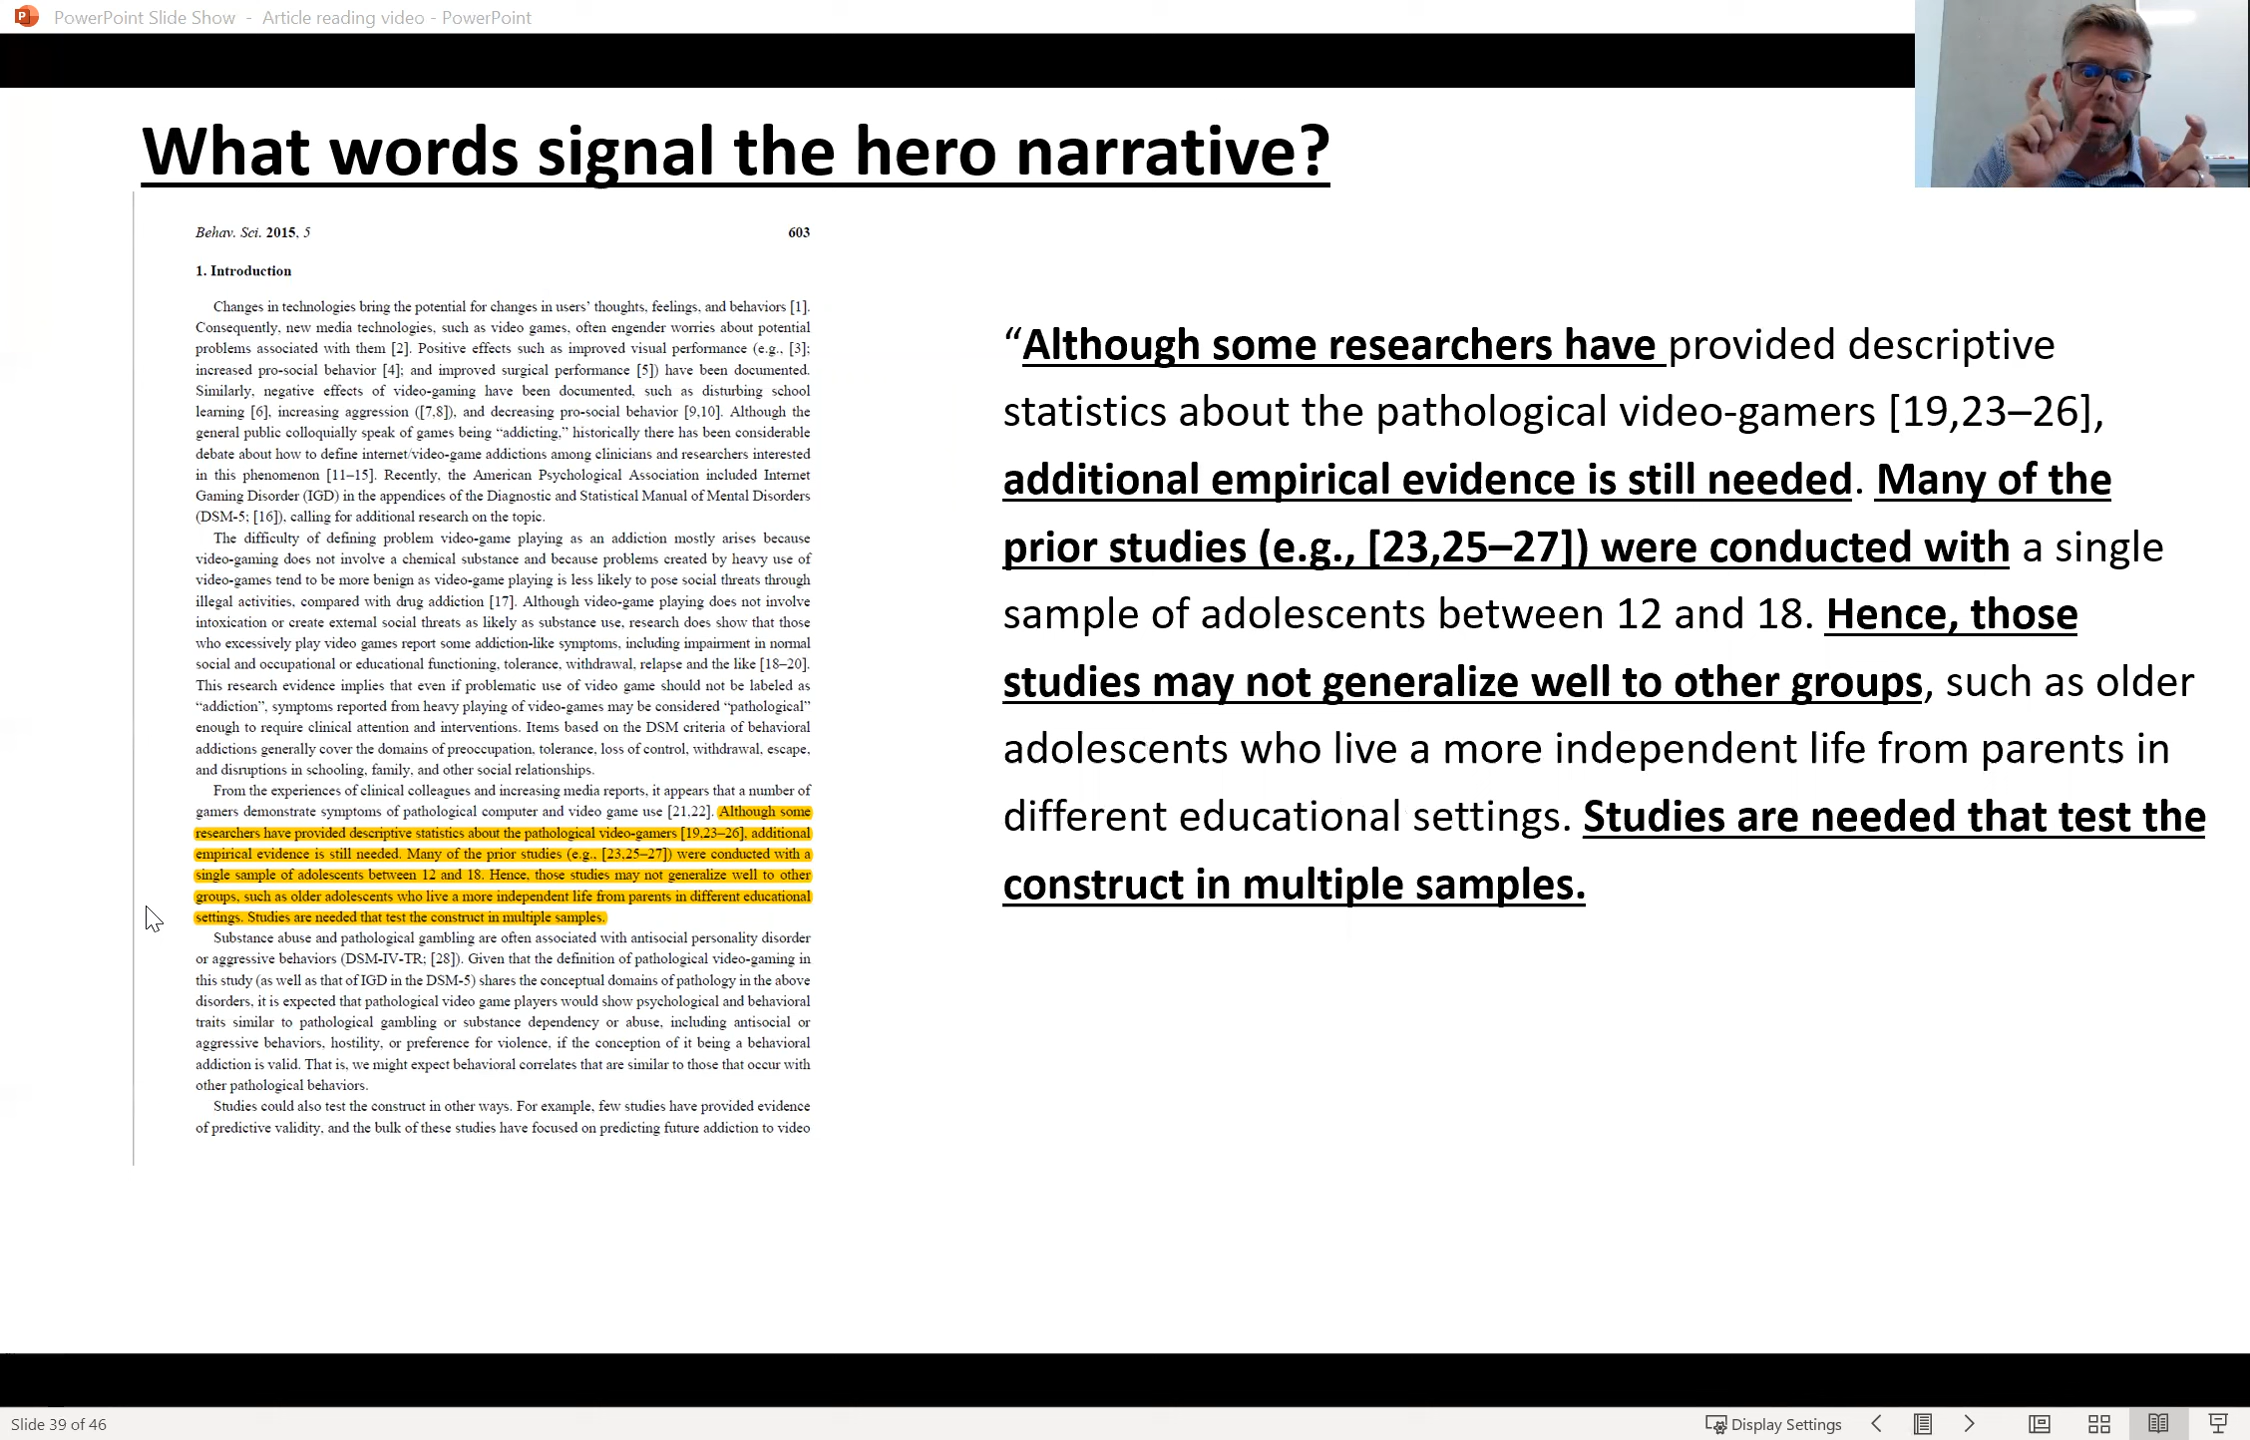 PowerPoint Slide Show - Article reading video - PowerPoint
What words signal the hero narrative?
Behav. Sci. 2015, 5 603
1. Introduction
Changes in technologies bring the potential for changes in users' thoughts, feelings, and behaviors [1].
Consequently, new media technologies, such as video games, often engender worries about potential
problems associated with them [2]. Positive effects such as improved visual performance (e.g., [3];
increased pro-social behavior [4]; and improved surgical performance [5]) have been documented.
Similarly, negative effects of video-gaming have been documented, such as disturbing school
learning [6], increasing aggression ([7,8]), and decreasing pro-social behavior [9,10]. Although the
general public colloquially speak of games being “addicting,” historically there has been considerable
debate about how to define internet/video-game addictions among clinicians and researchers interested
in this phenomenon [11–15]. Recently, the American Psychological Association included Internet
Gaming Disorder (IGD) in the appendices of the Diagnostic and Statistical Manual of Mental Disorders
(DSM-5; [16]), calling for additional research on the topic.
The difficulty of defining problem video-game playing as an addiction mostly arises because
video-gaming does not involve a chemical substance and because problems created by heavy use of
video-games tend to be more benign as video-game playing is less likely to pose social threats through
illegal activities, compared with drug addiction [17]. Although video-game playing does not involve
intoxication or create external social threats as likely as substance use, research does show that those
who excessively play video games report some addiction-like symptoms, including impairment in normal
social and occupational or educational functioning, tolerance, withdrawal, relapse and the like [18–20].
This research evidence implies that even if problematic use of video game should not be labeled as
“addiction”, symptoms reported from heavy playing of video-games may be considered “pathological”
enough to require clinical attention and interventions. Items based on the DSM criteria of behavioral
addictions generally cover the domains of preoccupation, tolerance, loss of control, withdrawal, escape,
and disruptions in schooling, family, and other social relationships.
From the experiences of clinical colleagues and increasing media reports, it appears that a number of
gamers demonstrate symptoms of pathological computer and video game use [21,22]. Although some
researchers have provided descriptive statistics about the pathological video-gamers [19,23–26], additional
empirical evidence is still needed. Many of the prior studies (e.g., [23,25–27]) were conducted with a
single sample of adolescents between 12 and 18. Hence, those studies may not generalize well to other
groups, such as older adolescents who live a more independent life from parents in different educational
settings. Studies are needed that test the construct in multiple samples.
Substance abuse and pathological gambling are often associated with antisocial personality disorder
or aggressive behaviors (DSM-IV-TR; [28]). Given that the definition of pathological video-gaming in
this study (as well as that of IGD in the DSM-5) shares the conceptual domains of pathology in the above
disorders, it is expected that pathological video game players would show psychological and behavioral
traits similar to pathological gambling or substance dependency or abuse, including antisocial or
aggressive behaviors, hostility, or preference for violence, if the conception of it being a behavioral
addiction is valid. That is, we might expect behavioral correlates that are similar to those that occur with
other pathological behaviors.
Studies could also test the construct in other ways. For example, few studies have provided evidence
of predictive validity, and the bulk of these studies have focused on predicting future addiction to video
“Although some researchers have provided descriptive
statistics about the pathological video-gamers [19,23–26],
additional empirical evidence is still needed. Many of the
prior studies (e.g., [23,25–27]) were conducted with a single
sample of adolescents between 12 and 18. Hence, those
studies may not generalize well to other groups, such as older
adolescents who live a more independent life from parents in
different educational settings. Studies are needed that test the
construct in multiple samples.
Slide 39 of 46
Display Settings